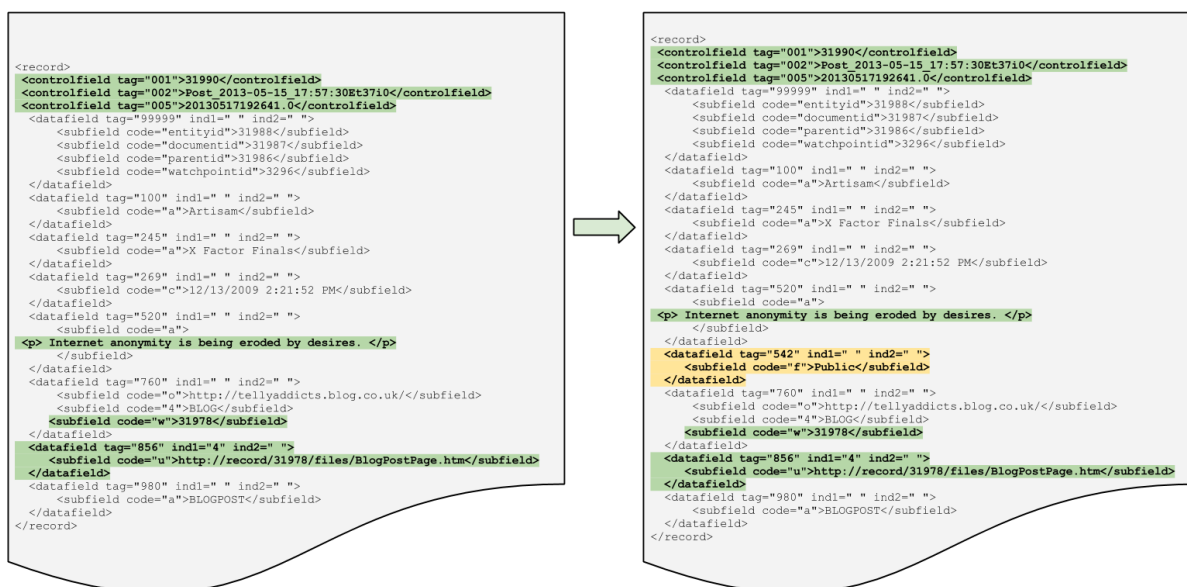 <record>
<controlfield tag="001">31990</controlfield>
<controlfield tag="002">Post_2013-05-15_17:57:30Et37i0</controlfield>
<controlfield tag="005">20130517192641.0</controlfield>
<datafield tag="99999" ind1=" " ind2=" ">
<subfield code="entityid">31988</subfield>
<subfield code="documentid">31987</subfield>
<subfield code="parentid">31986</subfield>
<subfield code="watchpointid">3296</subfield>
</datafield>
<datafield tag="100" ind1=" " ind2=" ">
<subfield code="a">Artisam</subfield>
</datafield>
<datafield tag="245" ind1=" " ind2=" ">
<subfield code="a">X Factor Finals</subfield>
</datafield>
<datafield tag="269" ind1=" " ind2=" ">
<subfield code="c">12/13/2009 2:21:52 PM</subfield>
</datafield>
<datafield tag="520" ind1=" " ind2=" ">
<subfield code="a">
<p> Internet anonymity is being eroded by desires. </p>
</subfield>
</datafield>
<datafield tag="760" ind1=" " ind2=" ">
<subfield code="o">http://tellyaddicts.blog.co.uk/</subfield>
<subfield code="4">BLOG</subfield>
<subfield code="w">31978</subfield>
</datafield>
<datafield tag="856" ind1="4" ind2=" ">
<subfield code="u">http://record/31978/files/BlogPostPage.htm</subfield>
</datafield>
<datafield tag="980" ind1=" " ind2=" ">
<subfield code="a">BLOGPOST</subfield>
</datafield>
</record>
<record>
<controlfield tag="001">31990</controlfield>
<controlfield tag="002">Post_2013-05-15_17:57:30Et37i0</controlfield>
<controlfield tag="005">20130517192641.0</controlfield>
<datafield tag="99999" ind1=" " ind2=" ">
<subfield code="entityid">31988</subfield>
<subfield code="documentid">31987</subfield>
<subfield code="parentid">31986</subfield>
<subfield code="watchpointid">3296</subfield>
</datafield>
<datafield tag="100" ind1=" " ind2=" ">
<subfield code="a">Artisam</subfield>
</datafield>
<datafield tag="245" ind1=" " ind2=" ">
<subfield code="a">X Factor Finals</subfield>
</datafield>
<datafield tag="269" ind1=" " ind2=" ">
<subfield code="c">12/13/2009 2:21:52 PM</subfield>
</datafield>
<datafield tag="520" ind1=" " ind2=" ">
<subfield code="a">
<p> Internet anonymity is being eroded by desires. </p>
</subfield>
</datafield>
<datafield tag="542" ind1=" " ind2=" ">
<subfield code="f">Public</subfield>
</datafield>
<datafield tag="760" ind1=" " ind2=" ">
<subfield code="o">http://tellyaddicts.blog.co.uk/</subfield>
<subfield code="4">BLOG</subfield>
<subfield code="w">31978</subfield>
</datafield>
<datafield tag="856" ind1="4" ind2=" ">
<subfield code="u">http://record/31978/files/BlogPostPage.htm</subfield>
</datafield>
<datafield tag="980" ind1=" " ind2=" ">
<subfield code="a">BLOGPOST</subfield>
</datafield>
</record>